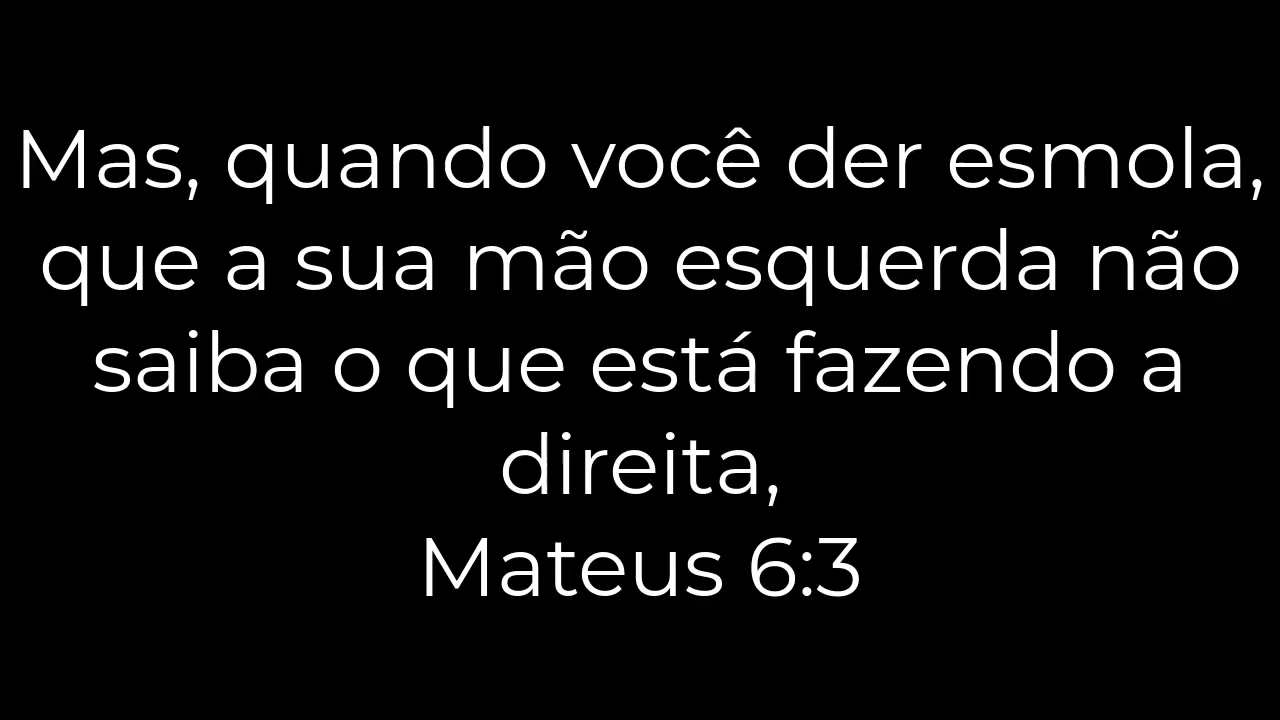 Mas, quando você der esmola,
que a sua mão esquerda não
saiba o que está fazendo a
direita,
Mateus 6:3